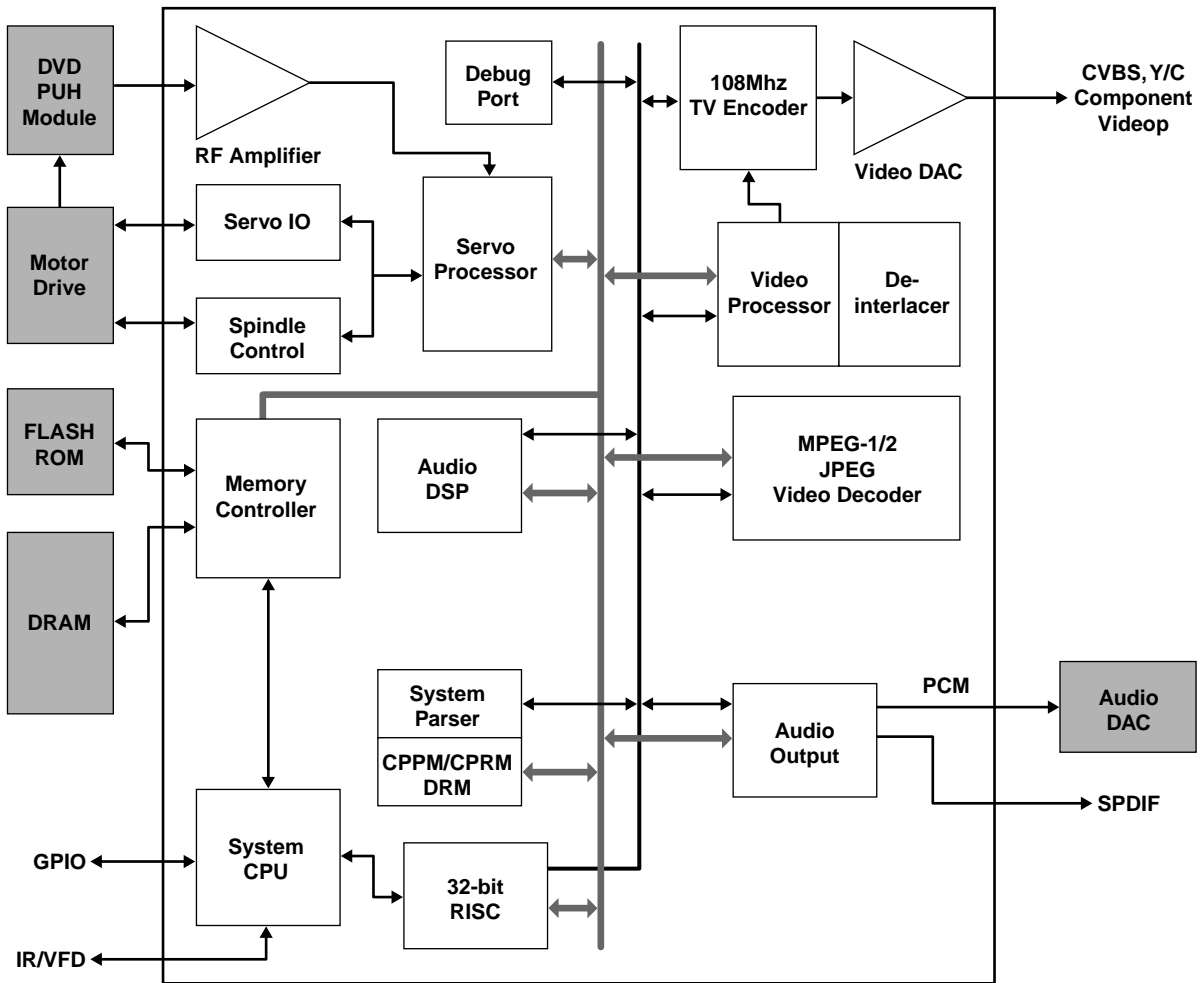 DVD
PUH
Module
RF Amplifier
Debug
Port
108Mhz
TV Encoder
Video DAC
CVBS, Y/C
Component
Videop
Motor
Drive
Servo IO
Spindle
Control
Servo
Processor
Video
Processor
De-
interlacer
FLASH
ROM
Memory
Controller
Audio
DSP
MPEG-1/2
JPEG
Video Decoder
DRAM
System
Parser
CPPM/CPRM
DRM
Audio
Output
PCM
Audio
DAC
SPDIF
GPIO
System
CPU
32-bit
RISC
IR/VFD